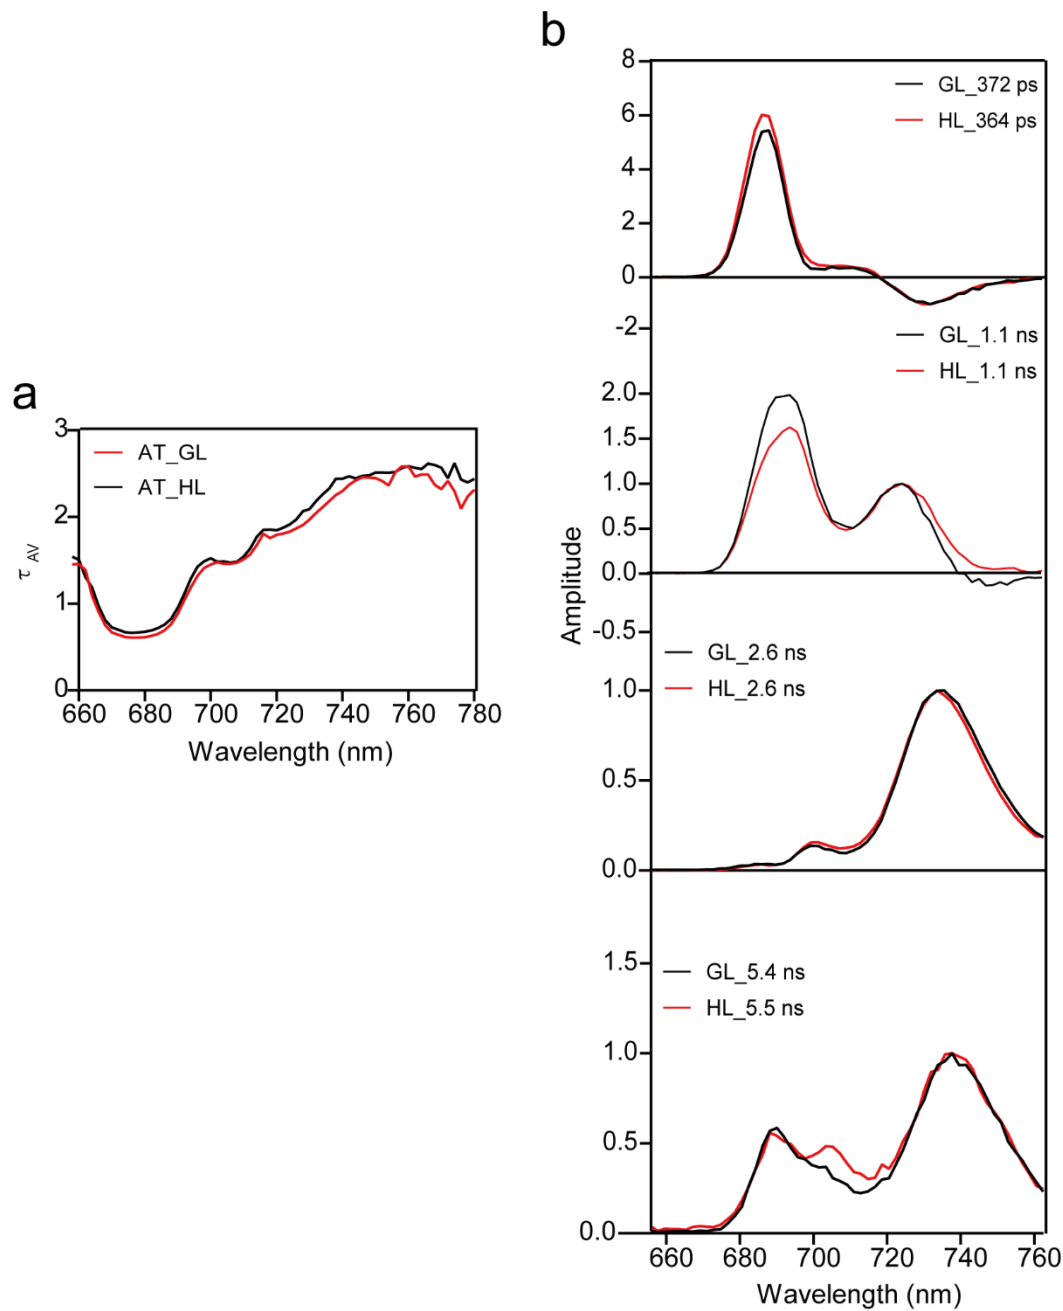 a
3
2
1
0
τ AV
AT_GL
AT_HL
660 680 700 720 740 760 780
Wavelength (nm)
b
8
6
4
2
0
-2
GL_372 ps
HL_364 ps
2.0
1.5
1.0
0.5
0.0
-0.5
GL_1.1 ns
HL_1.1 ns
Amplitude
1.0
0.5
0.0
GL_2.6 ns
HL_2.6 ns
1.5
1.0
0.5
0.0
GL_5.4 ns
HL_5.5 ns
660 680 700 720 740 760
Wavelength (nm)